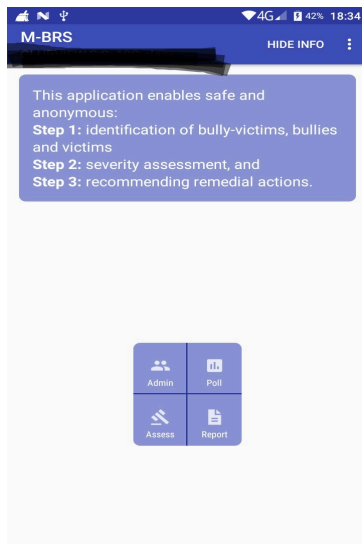 4G 42% 18:34
M-BRS HIDE INFO
This application enables safe and
anonymous:
Step 1: identification of bully-victims, bullies
and victims
Step 2: severity assessment, and
Step 3: recommending remedial actions.
Admin Poll
Assess Report